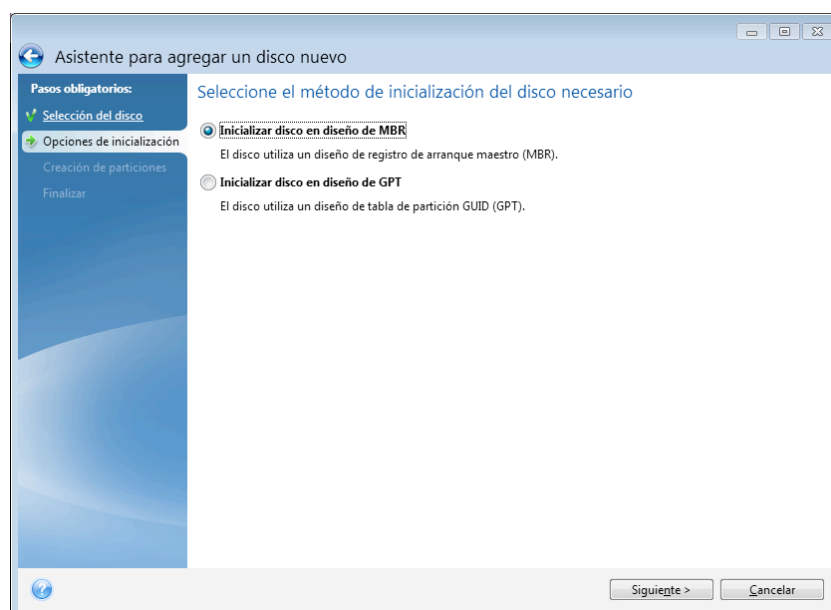 Asistente para agregar un disco nuevo
Pasos obligatorios:
Selección del disco
Opciones de inicialización
Creación de particiones
Finalizar
Seleccione el método de inicialización del disco necesario
Inicializar disco en diseño de MBR
El disco utiliza un diseño de registro de arranque maestro (MBR).
Inicializar disco en diseño de GPT
El disco utiliza un diseño de tabla de partición GUID (GPT).
Siguiente >
Cancelar